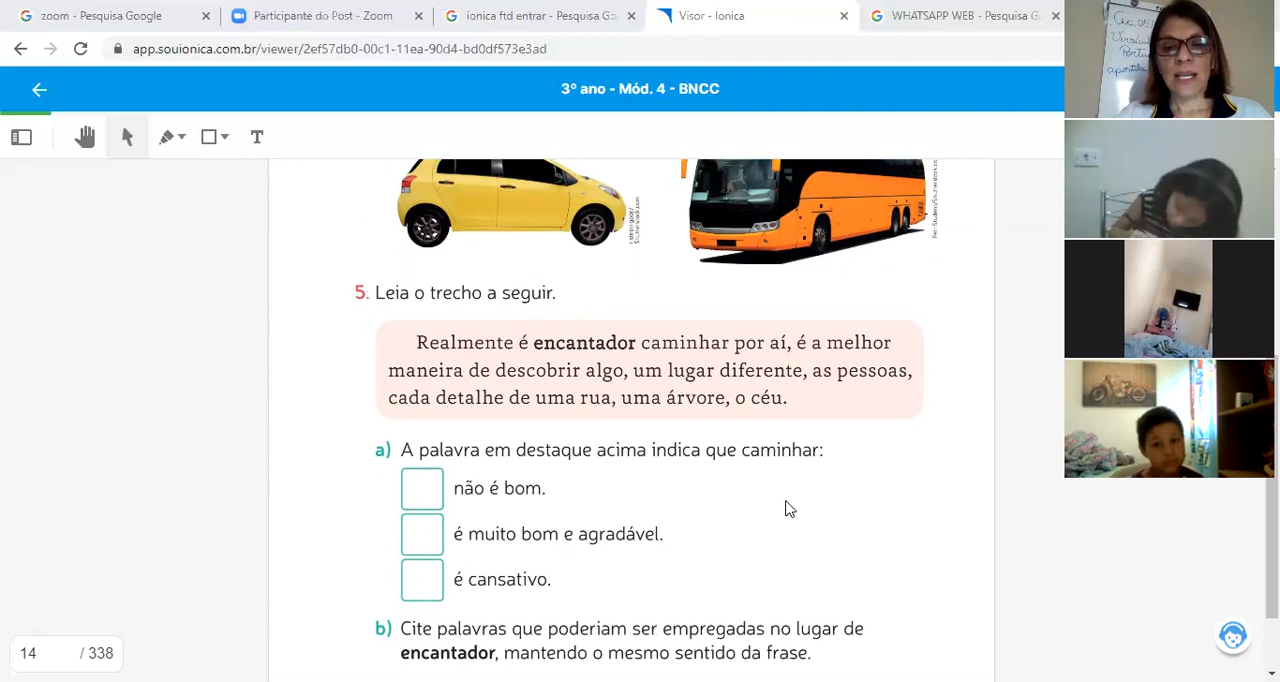 zoom - Pesquisa Google
Participante do Post - Zoom
ionica ftd entrar - Pesquisa Go
Visor - Ionica
WHATSAPP WEB - Pesquisa G
app.souionica.com.br/viewer/2ef57db0-00c1-11ea-90d4-bd0df573e3ad
3º ano - Mód. 4 - BNCC
T
Shutterstock.com
5. Leia o trecho a seguir.
Realmente é encantador caminhar por aí, é a melhor
maneira de descobrir algo, um lugar diferente, as pessoas,
cada detalhe de uma rua, uma árvore, o céu.
a) A palavra em destaque acima indica que caminhar:
não é bom.
é muito bom e agradável.
é cansativo.
b) Cite palavras que poderiam ser empregadas no lugar de
encantador, mantendo o mesmo sentido da frase.
14 / 338
apostila